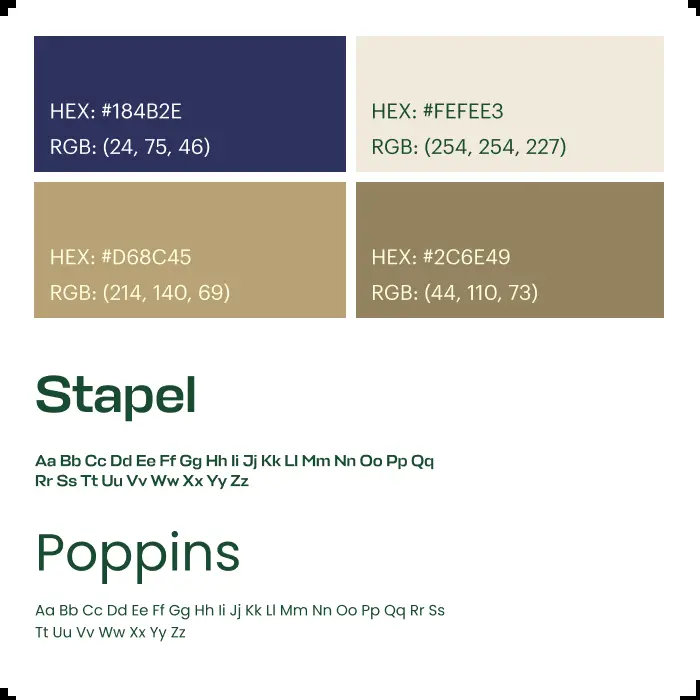 HEX: #184B2E
RGB: (24, 75, 46)
HEX: #FEFEE3
RGB: (254, 254, 227)
HEX: #D68C45
RGB: (214, 140, 69)
HEX: #2C6E49
RGB: (44, 110, 73)
Stapel
Aa Bb Cc Dd Ee Ff Gg Hh Ii Jj Kk Ll Mm Nn Oo Pp Qq
Rr Ss Tt Uu Vv Ww Xx Yy Zz
Poppins
Aa Bb Cc Dd Ee Ff Gg Hh Ii Jj Kk Ll Mm Nn Oo Pp Qq Rr Ss
Tt Uu Vv Ww Xx Yy Zz